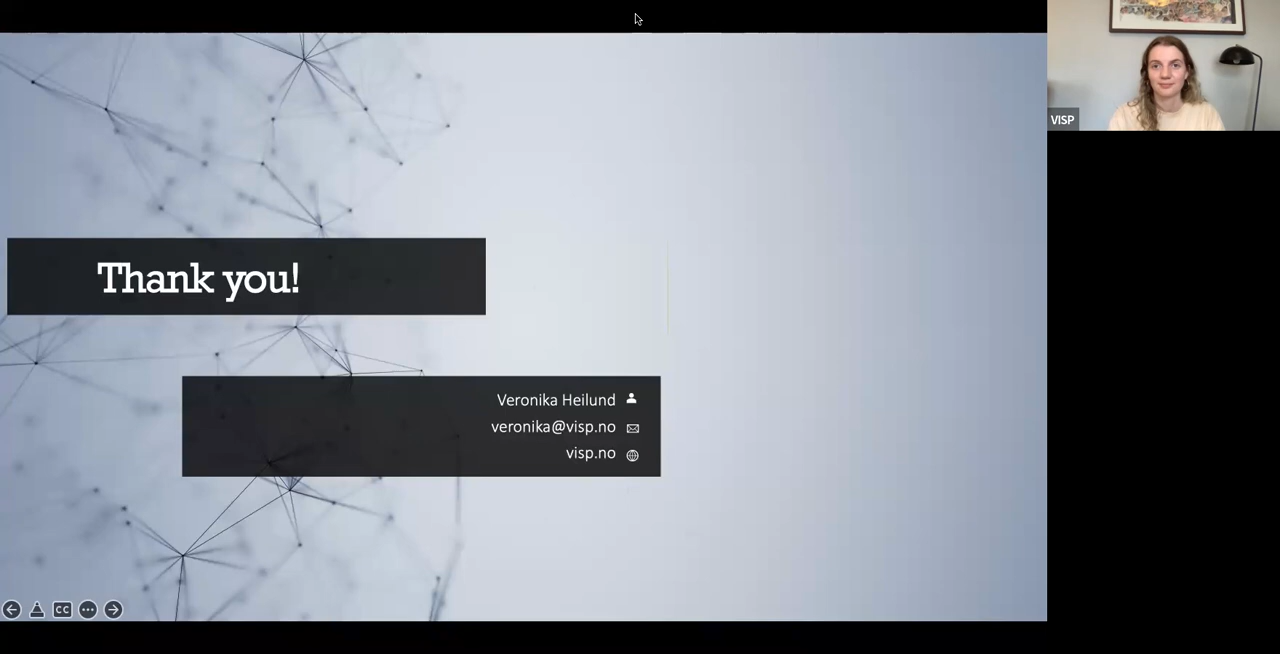 VISP
Thank you!
Veronika Heilund
veronika@visp.no
visp.no
CC